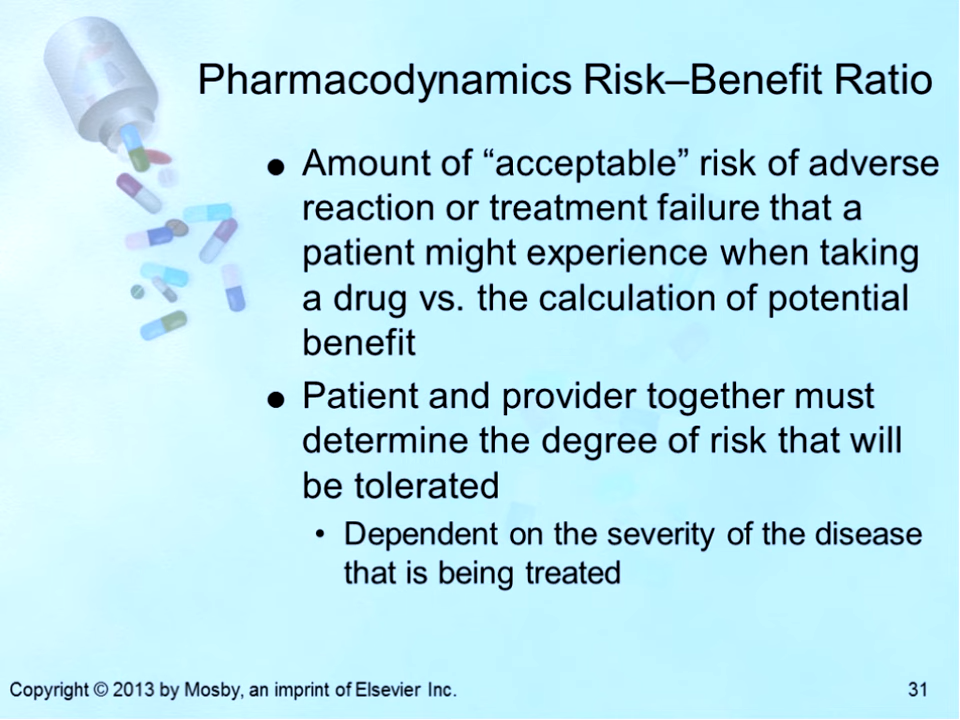 Pharmacodynamics Risk–Benefit Ratio
● Amount of “acceptable” risk of adverse
reaction or treatment failure that a
patient might experience when taking
a drug vs. the calculation of potential
benefit
● Patient and provider together must
determine the degree of risk that will
be tolerated
• Dependent on the severity of the disease
that is being treated
Copyright © 2013 by Mosby, an imprint of Elsevier Inc.
31